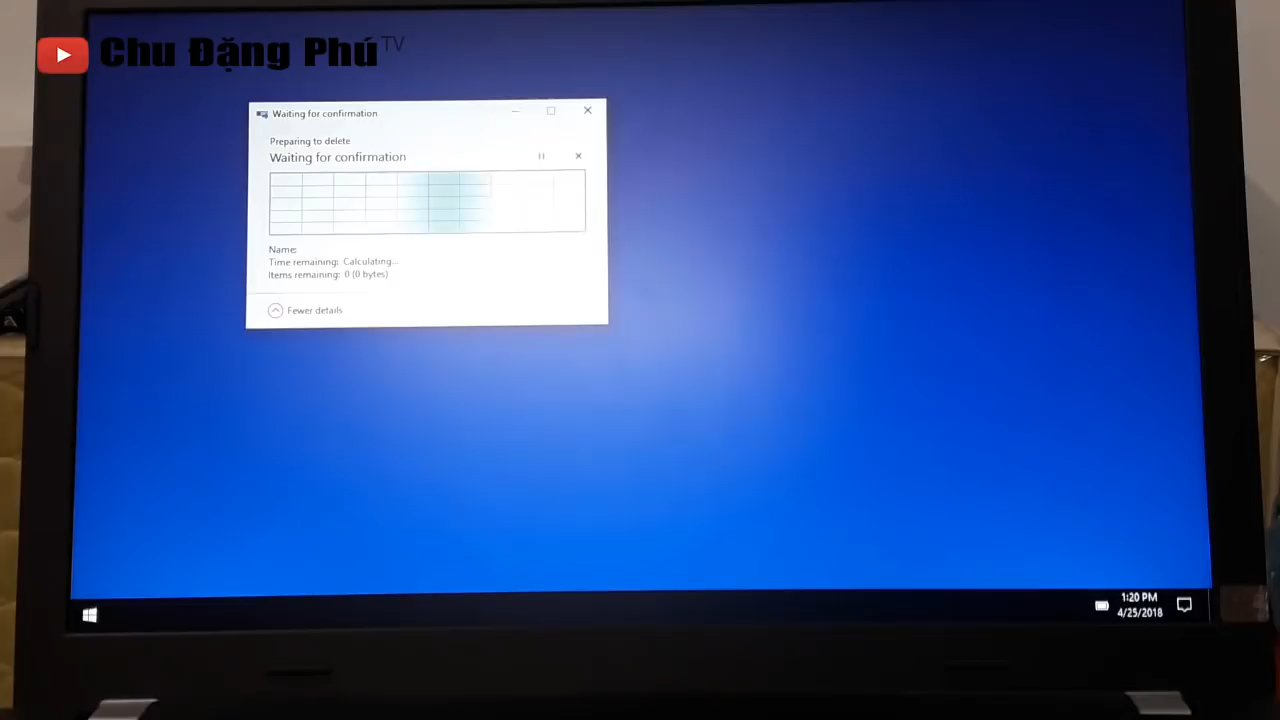 Chu Đặng Phú TV
Waiting for confirmation
Preparing to delete
Waiting for confirmation
Name:
Time remaining: Calculating...
Items remaining: 0 (0 bytes)
Fewer details
1:20 PM
4/25/2018